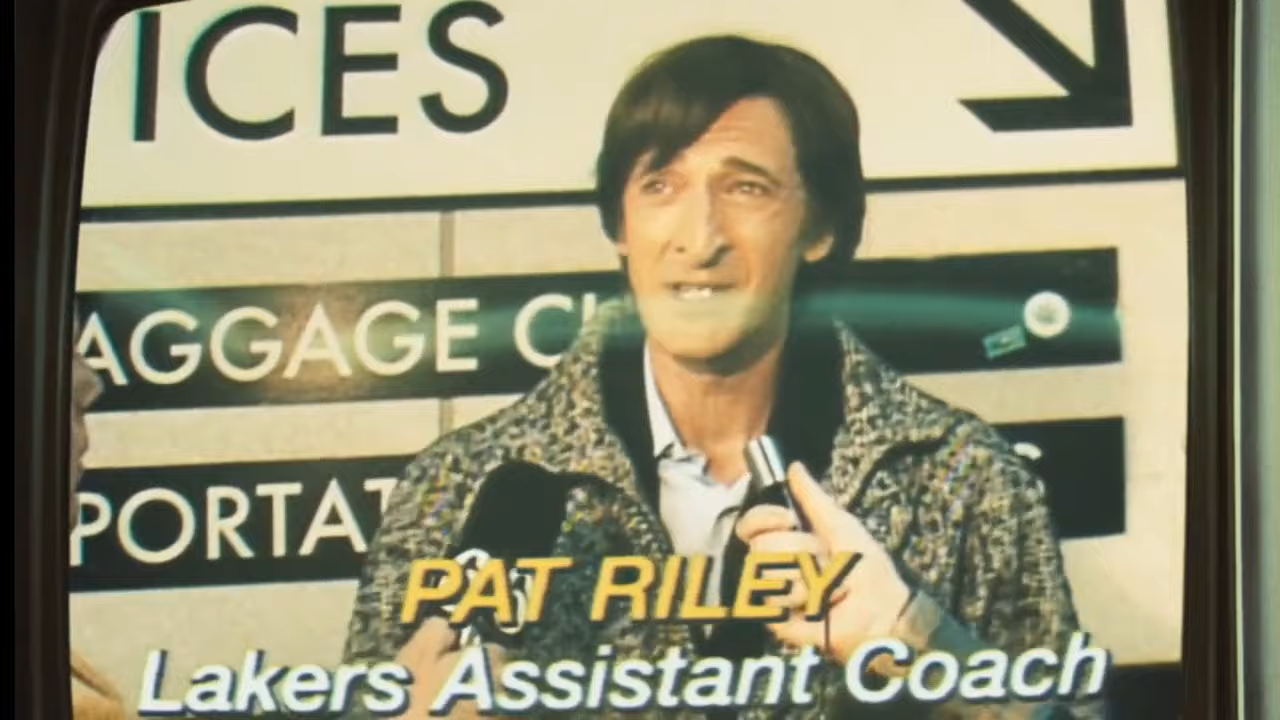 ICES
AGGAGE C
PORTAT
PAT RILEY
Lakers Assistant Coach